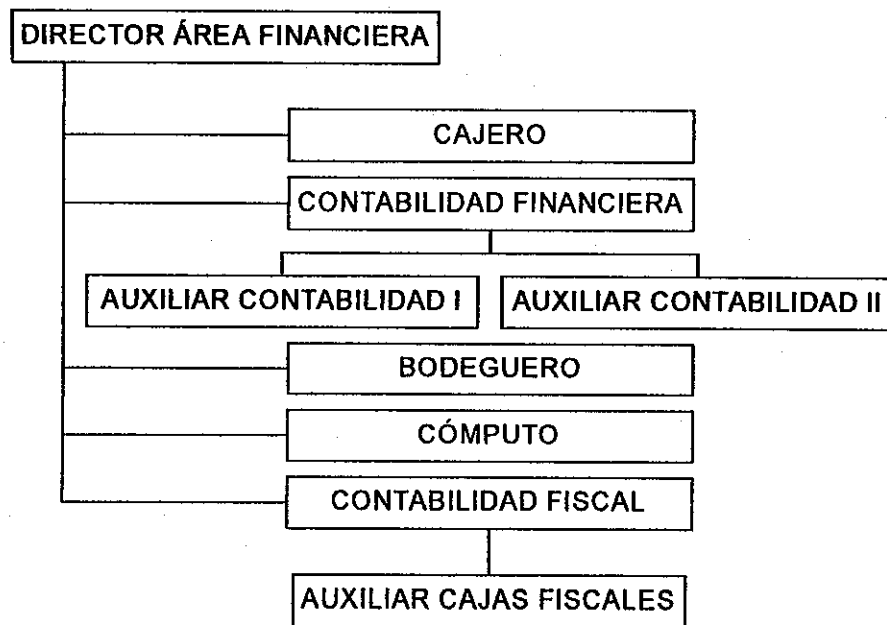 DIRECTOR ÁREA FINANCIERA
CAJERO
CONTABILIDAD FINANCIERA
AUXILIAR CONTABILIDAD I
AUXILIAR CONTABILIDAD II
BODEGUERO
CÓMPUTO
CONTABILIDAD FISCAL
AUXILIAR CAJAS FISCALES